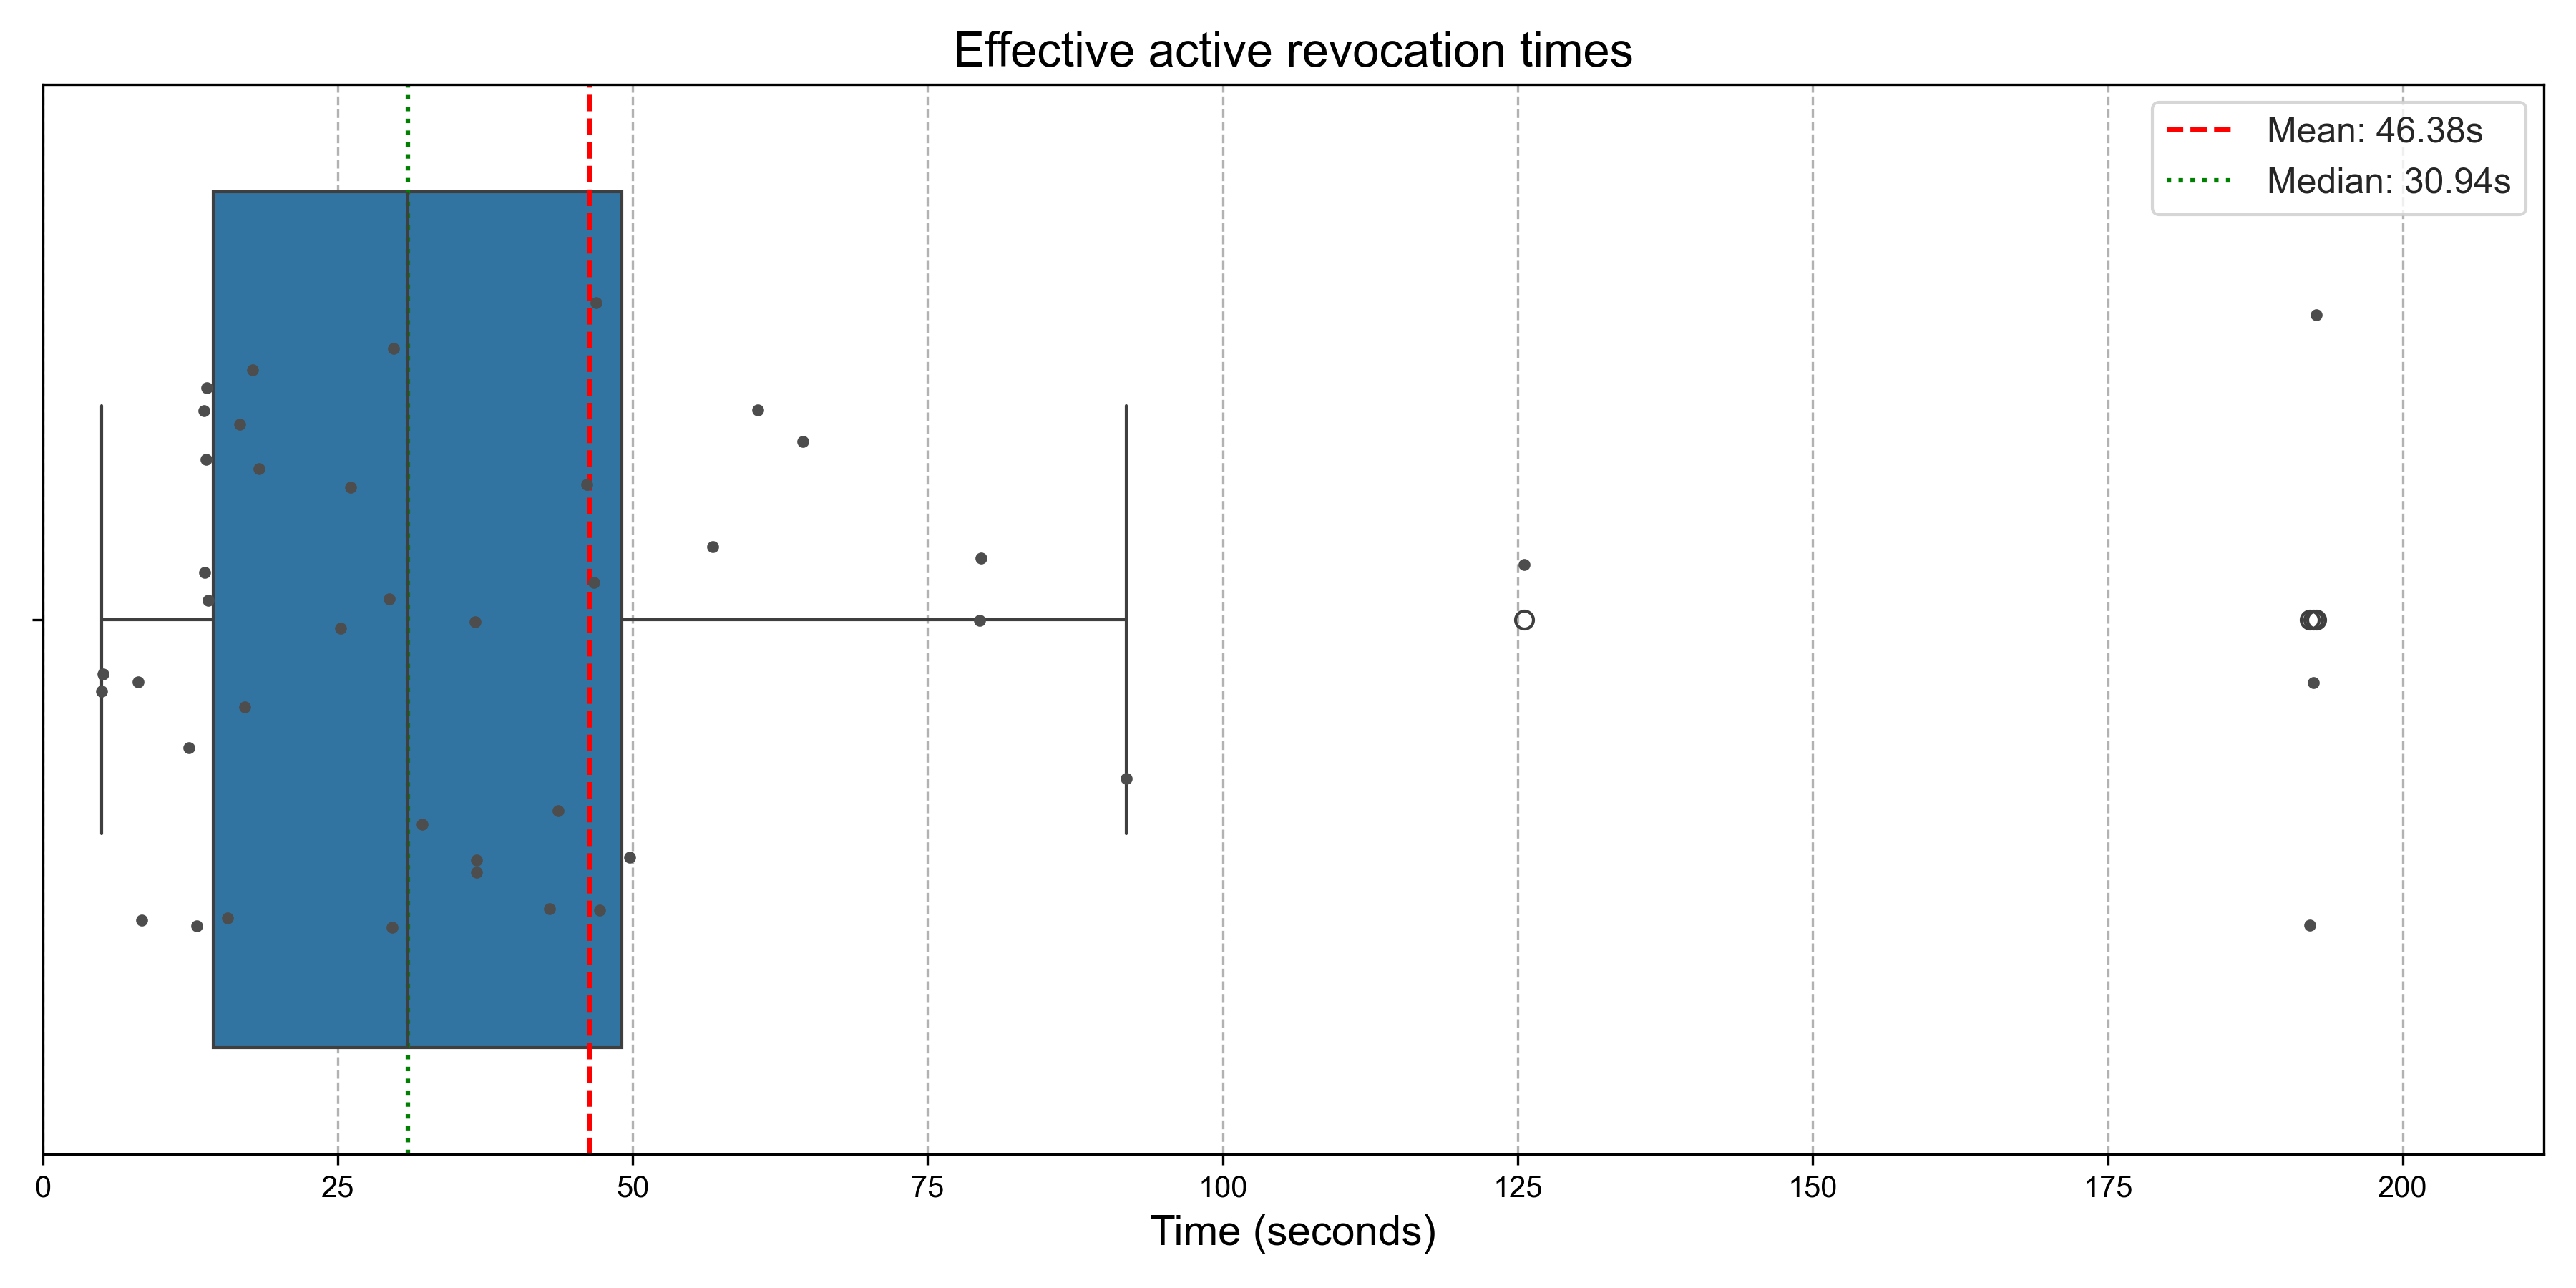 Effective active revocation times
Mean: 46.38s
Median: 30.94s
0 25 50 75 100 125 150 175 200
Time (seconds)